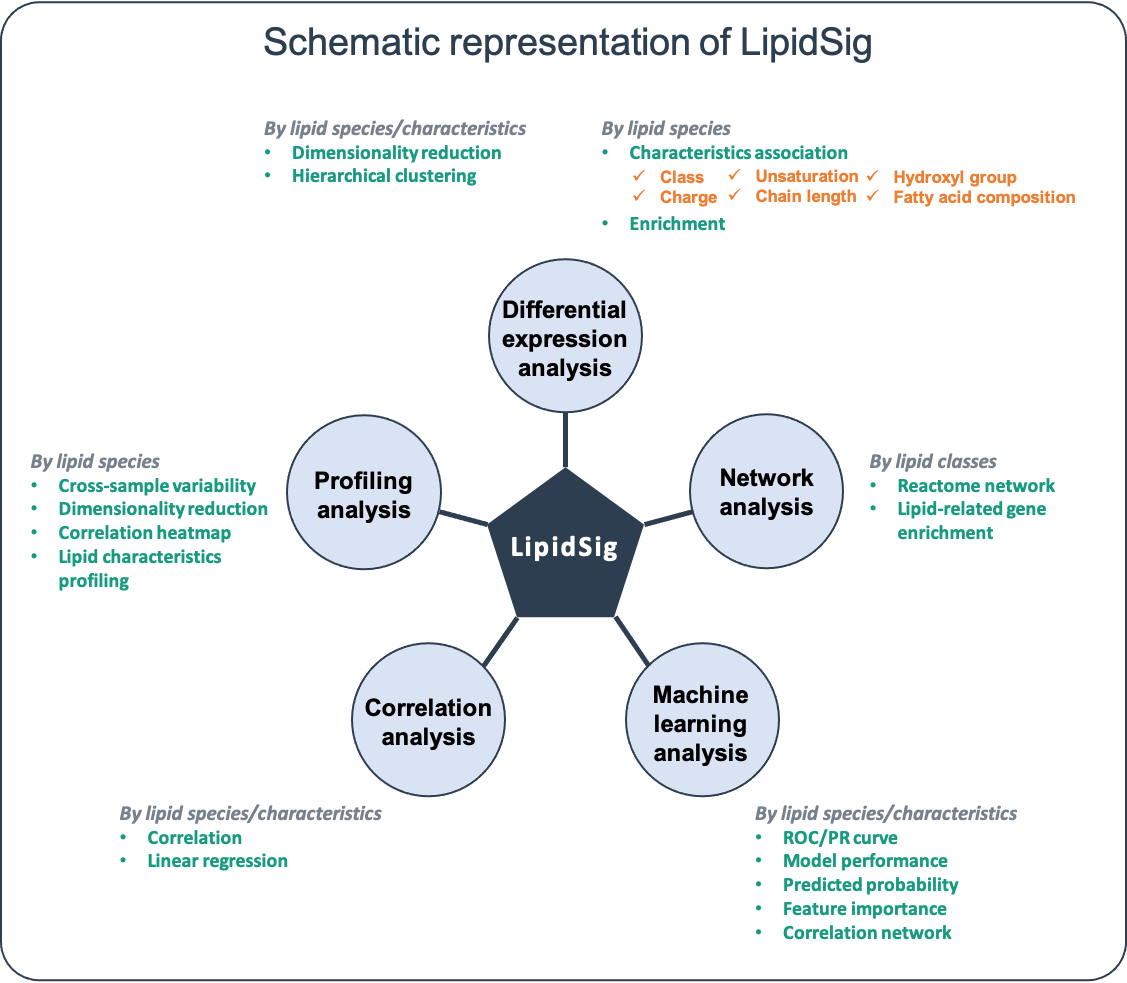 Schematic representation of LipidSig
By lipid species/characteristics
• Dimensionality reduction
• Hierarchical clustering
By lipid species
• Characteristics association
✓ Class ✓ Unsaturation ✓ Hydroxyl group
✓ Charge ✓ Chain length ✓ Fatty acid composition
• Enrichment
Differential
expression
analysis
By lipid species
• Cross-sample variability
• Dimensionality reduction
• Correlation heatmap
• Lipid characteristics
profiling
Profiling
analysis
LipidSig
Network
analysis
By lipid classes
• Reactome network
• Lipid-related gene
enrichment
Correlation
analysis
Machine
learning
analysis
By lipid species/characteristics
• Correlation
• Linear regression
By lipid species/characteristics
• ROC/PR curve
• Model performance
• Predicted probability
• Feature importance
• Correlation network